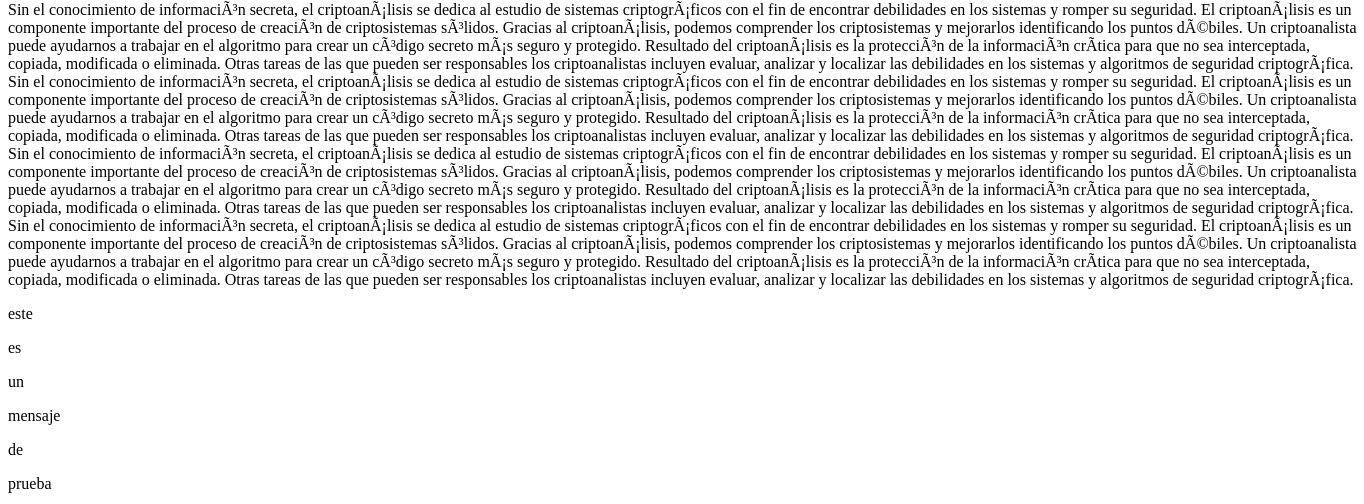 Sin el conocimiento de informaciÃ³n secreta, el criptoanÃ¡lisis se dedica al estudio de sistemas criptogrÃ¡ficos con el fin de encontrar debilidades en los sistemas y romper su seguridad. El criptoanÃ¡lisis es un
componente importante del proceso de creaciÃ³n de criptosistemas sÃ³lidos. Gracias al criptoanÃ¡lisis, podemos comprender los criptosistemas y mejorarlos identificando los puntos dÃ©biles. Un criptoanalista
puede ayudarnos a trabajar en el algoritmo para crear un cÃ³digo secreto mÃ¡s seguro y protegido. Resultado del criptoanÃ¡lisis es la protecciÃ³n de la informaciÃ³n crÃtica para que no sea interceptada,
copiada, modificada o eliminada. Otras tareas de las que pueden ser responsables los criptoanalistas incluyen evaluar, analizar y localizar las debilidades en los sistemas y algoritmos de seguridad criptogrÃ¡fica.
Sin el conocimiento de informaciÃ³n secreta, el criptoanÃ¡lisis se dedica al estudio de sistemas criptogrÃ¡ficos con el fin de encontrar debilidades en los sistemas y romper su seguridad. El criptoanÃ¡lisis es un
componente importante del proceso de creaciÃ³n de criptosistemas sÃ³lidos. Gracias al criptoanÃ¡lisis, podemos comprender los criptosistemas y mejorarlos identificando los puntos dÃ©biles. Un criptoanalista
puede ayudarnos a trabajar en el algoritmo para crear un cÃ³digo secreto mÃ¡s seguro y protegido. Resultado del criptoanÃ¡lisis es la protecciÃ³n de la informaciÃ³n crÃtica para que no sea interceptada,
copiada, modificada o eliminada. Otras tareas de las que pueden ser responsables los criptoanalistas incluyen evaluar, analizar y localizar las debilidades en los sistemas y algoritmos de seguridad criptogrÃ¡fica.
Sin el conocimiento de informaciÃ³n secreta, el criptoanÃ¡lisis se dedica al estudio de sistemas criptogrÃ¡ficos con el fin de encontrar debilidades en los sistemas y romper su seguridad. El criptoanÃ¡lisis es un
componente importante del proceso de creaciÃ³n de criptosistemas sÃ³lidos. Gracias al criptoanÃ¡lisis, podemos comprender los criptosistemas y mejorarlos identificando los puntos dÃ©biles. Un criptoanalista
puede ayudarnos a trabajar en el algoritmo para crear un cÃ³digo secreto mÃ¡s seguro y protegido. Resultado del criptoanÃ¡lisis es la protecciÃ³n de la informaciÃ³n crÃtica para que no sea interceptada,
copiada, modificada o eliminada. Otras tareas de las que pueden ser responsables los criptoanalistas incluyen evaluar, analizar y localizar las debilidades en los sistemas y algoritmos de seguridad criptogrÃ¡fica.
Sin el conocimiento de informaciÃ³n secreta, el criptoanÃ¡lisis se dedica al estudio de sistemas criptogrÃ¡ficos con el fin de encontrar debilidades en los sistemas y romper su seguridad. El criptoanÃ¡lisis es un
componente importante del proceso de creaciÃ³n de criptosistemas sÃ³lidos. Gracias al criptoanÃ¡lisis, podemos comprender los criptosistemas y mejorarlos identificando los puntos dÃ©biles. Un criptoanalista
puede ayudarnos a trabajar en el algoritmo para crear un cÃ³digo secreto mÃ¡s seguro y protegido. Resultado del criptoanÃ¡lisis es la protecciÃ³n de la informaciÃ³n crÃtica para que no sea interceptada,
copiada, modificada o eliminada. Otras tareas de las que pueden ser responsables los criptoanalistas incluyen evaluar, analizar y localizar las debilidades en los sistemas y algoritmos de seguridad criptogrÃ¡fica.
este
es
un
mensaje
de
prueba